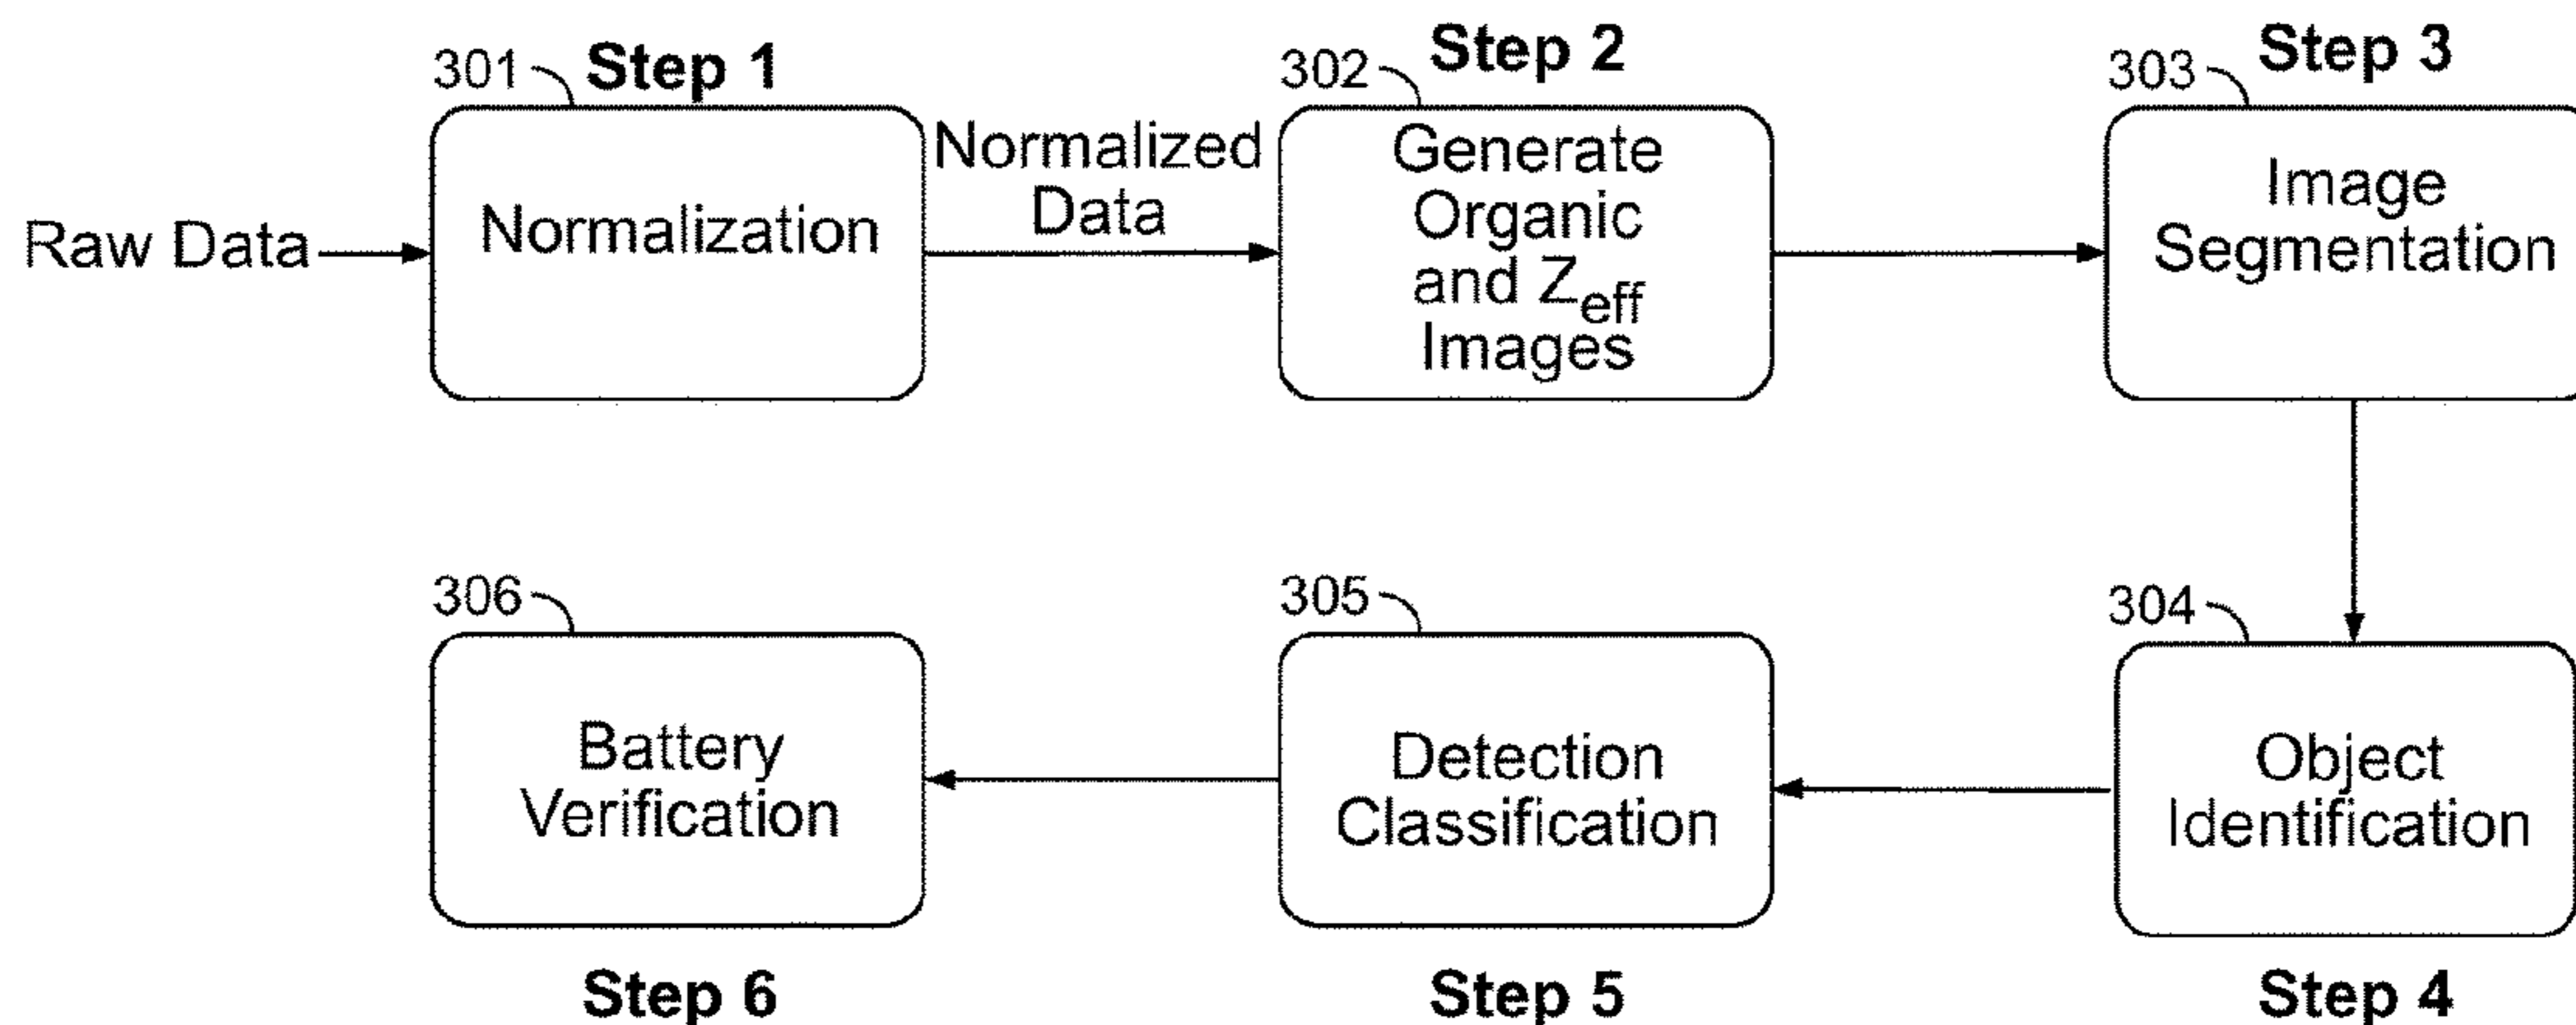 301
Step 1
302
Step 2
303
Step 3
Raw Data
Normalization
Normalized
Data
Generate
Organic
and Zeff
Images
Image
Segmentation
306
305
304
Battery
Verification
Detection
Classification
Object
Identification
Step 6
Step 5
Step 4